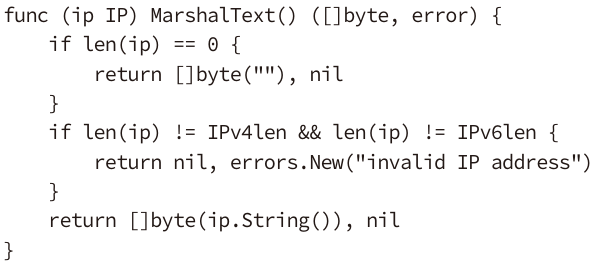 func (ip IP) MarshalText() ([]byte, error) {
    if len(ip) == 0 {
        return []byte(""), nil
    }
    if len(ip) != IPv4len && len(ip) != IPv6len {
        return nil, errors.New("invalid IP address")
    }
    return []byte(ip.String()), nil
}